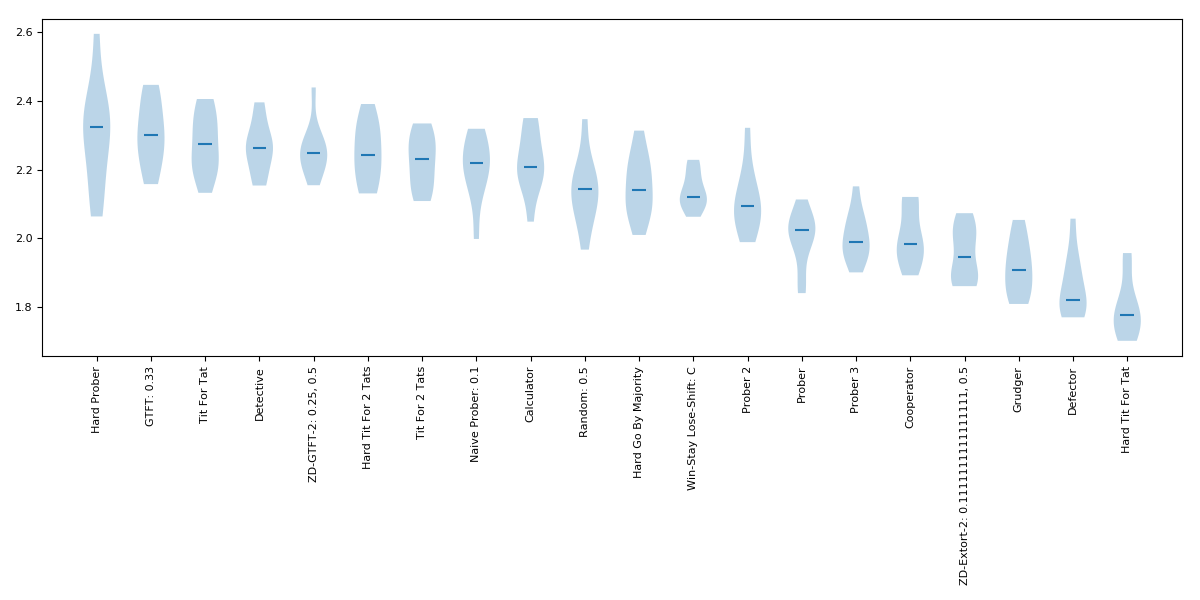 2.6
2.4
2.2
2.0
1.8
Hard Prober
GTFT: 0.33
Tit For Tat
Detective
ZD-GTFT-2: 0.25, 0.5
Hard Tit For 2 Tats
Tit For 2 Tats
Naive Prober: 0.1
Calculator
Random: 0.5
Hard Go By Majority
Win-Stay Lose-Shift: C
Prober 2
Prober
Prober 3
Cooperator
ZD-Extort-2: 0.1111111111111111, 0.5
Grudger
Defector
Hard Tit For Tat